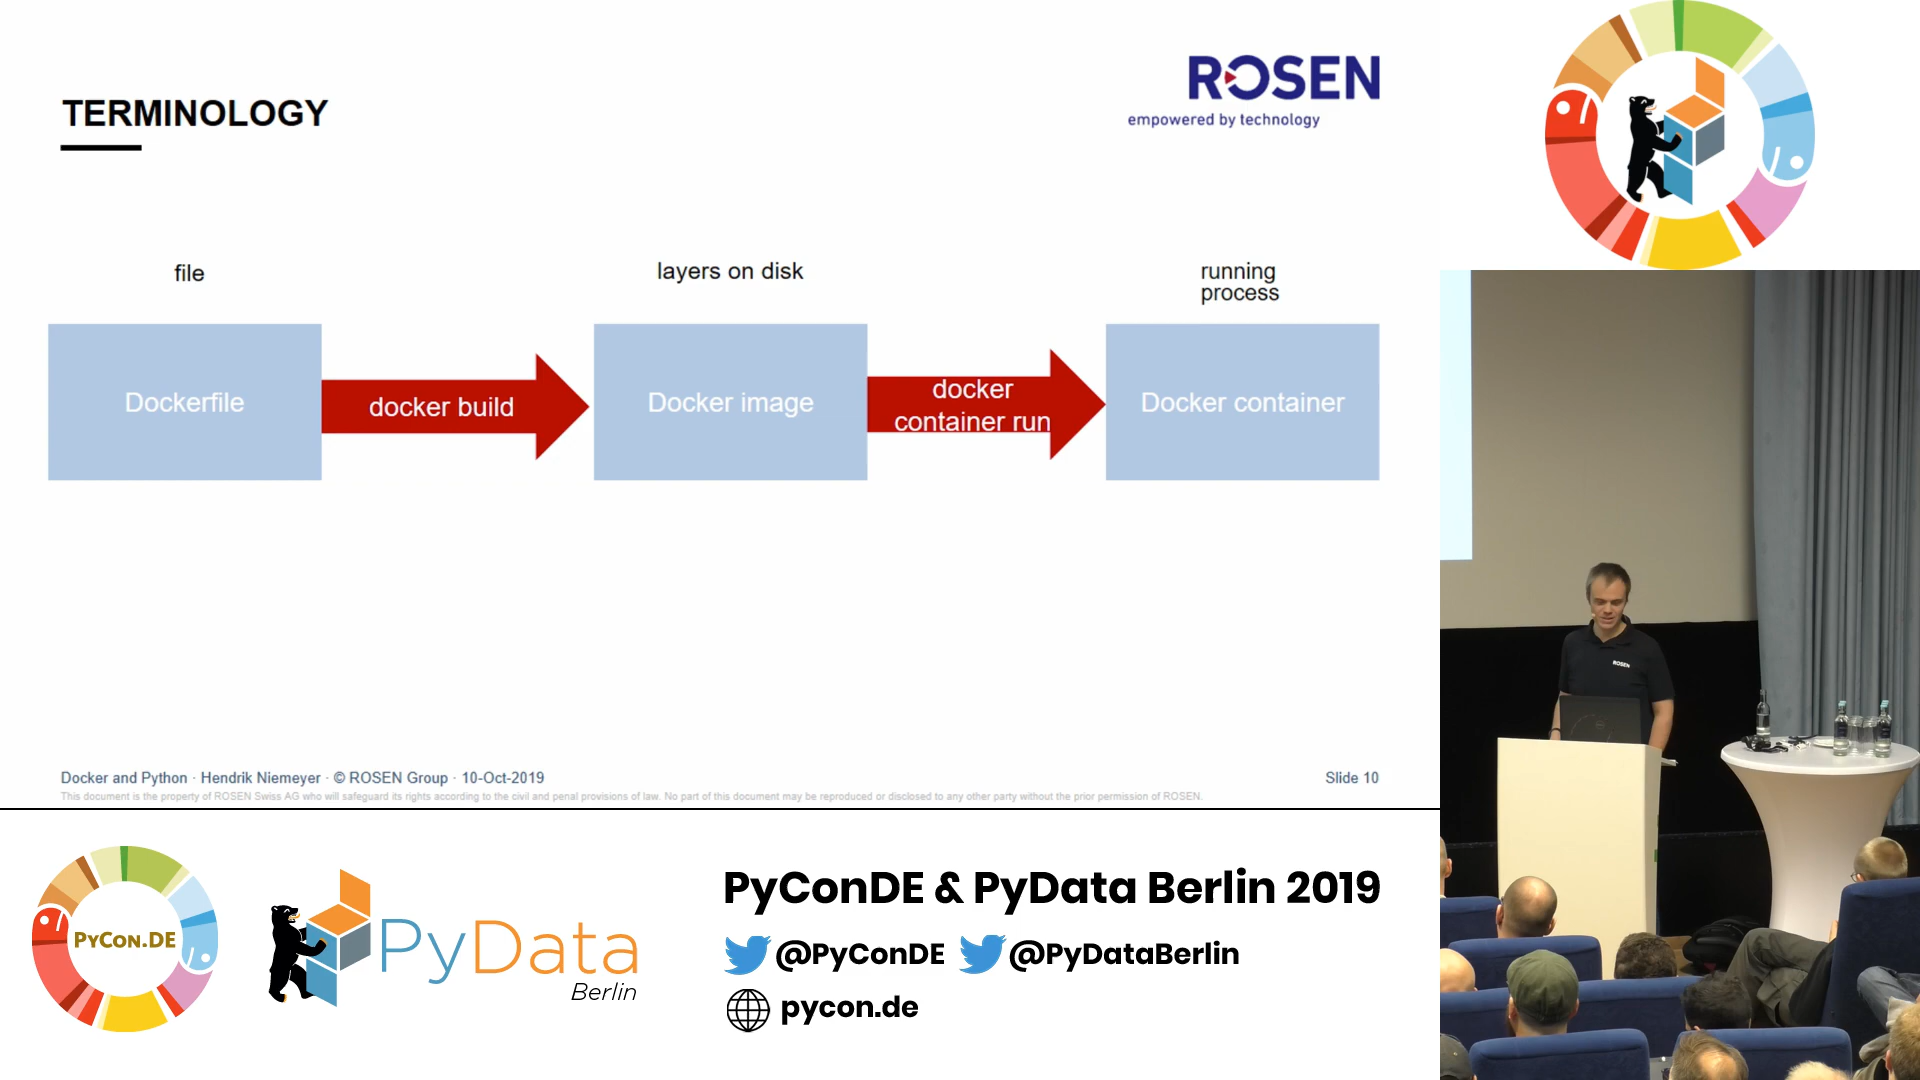 ROSEN
empowered by technology
TERMINOLOGY
file
layers on disk
running
process
Dockerfile
docker build
Docker image
docker
container run
Docker container
Docker and Python · Hendrik Niemeyer · © ROSEN Group · 10-Oct-2019
Slide 10
This document is the property of ROSEN Swiss AG who will safeguard its rights according to the civil and penal provisions of law. No part of this document may be reproduced or disclosed to any other party without the prior permission of ROSEN.
ROSEN
PYCON.DE
PyData
Berlin
PyConDE & PyData Berlin 2019
@PyConDE @PyDataBerlin
pycon.de